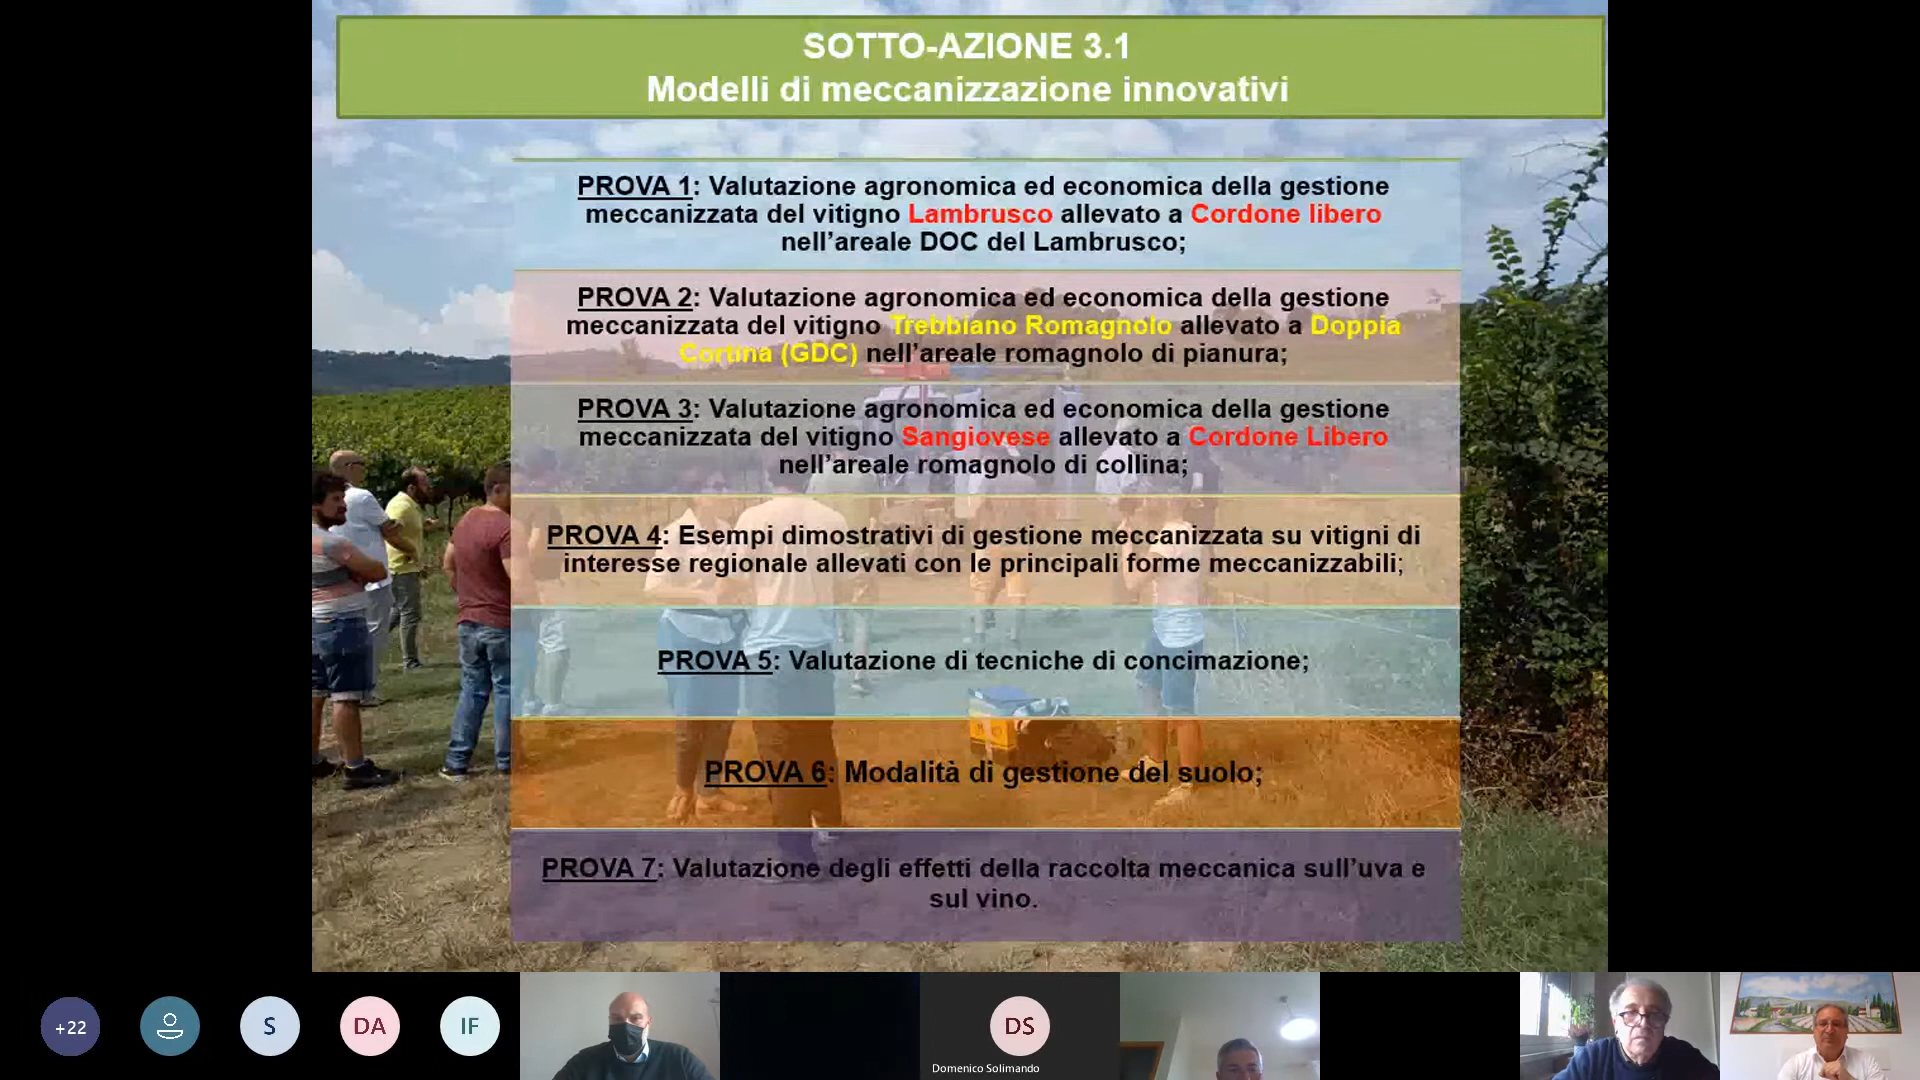 SOTTO-AZIONE 3.1
Modelli di meccanizzazione innovativi
PROVA 1: Valutazione agronomica ed economica della gestione
meccanizzata del vitigno Lambrusco allevato a Cordone libero
nell’areale DOC del Lambrusco;
PROVA 2: Valutazione agronomica ed economica della gestione
meccanizzata del vitigno Trebbiano Romagnolo allevato a Doppia
Cortina (GDC) nell’areale romagnolo di pianura;
PROVA 3: Valutazione agronomica ed economica della gestione
meccanizzata del vitigno Sangiovese allevato a Cordone Libero
nell’areale romagnolo di collina;
PROVA 4: Esempi dimostrativi di gestione meccanizzata su vitigni di
interesse regionale allevati con le principali forme meccanizzabili;
PROVA 5: Valutazione di tecniche di concimazione;
PROVA 6: Modalità di gestione del suolo;
PROVA 7: Valutazione degli effetti della raccolta meccanica sull’uva e
sul vino.
+22
S
DA
IF
DS
Domenico Solimando